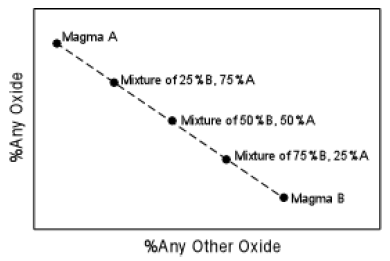 Magma A
Mixture of 25%B, 75%A
Mixture of 50%B, 50%A
Mixture of 75%B, 25%A
Magma B
%Any Oxide
%Any Other Oxide